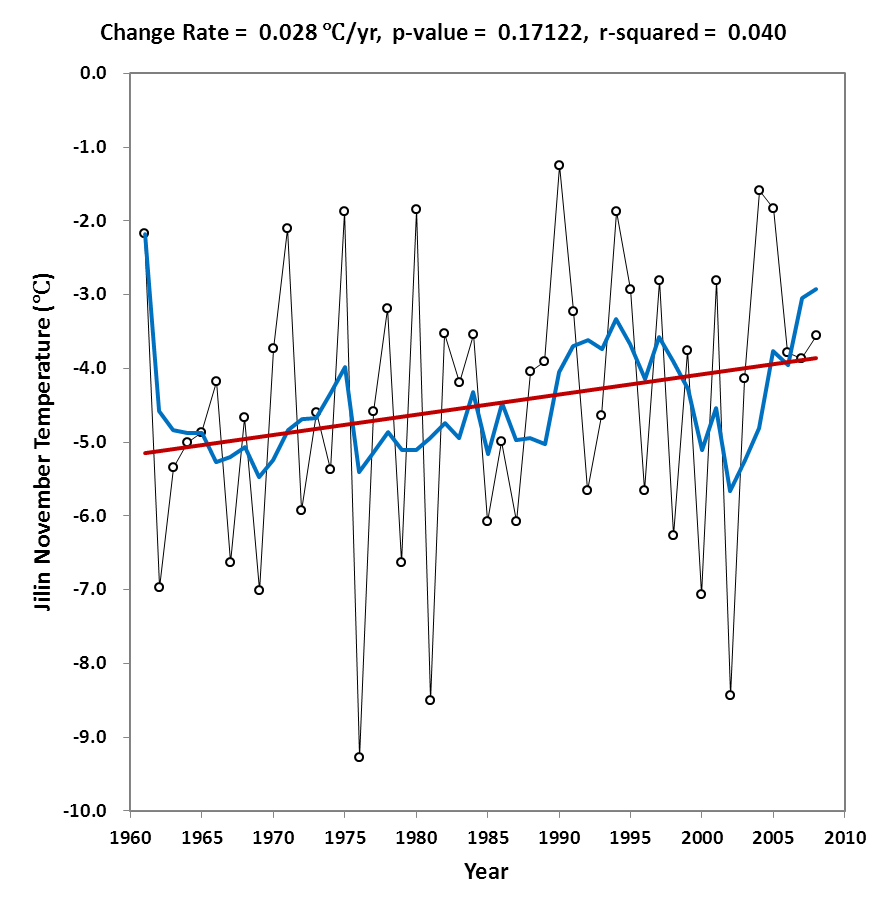 Change Rate = 0.028 ℃/yr, p-value = 0.17122, r-squared = 0.040
0.0
-1.0
-2.0
-3.0
-4.0
-5.0
-6.0
-7.0
-8.0
-9.0
-10.0
Jilin November Temperature (℃)
1960 1965 1970 1975 1980 1985 1990 1995 2000 2005 2010
Year